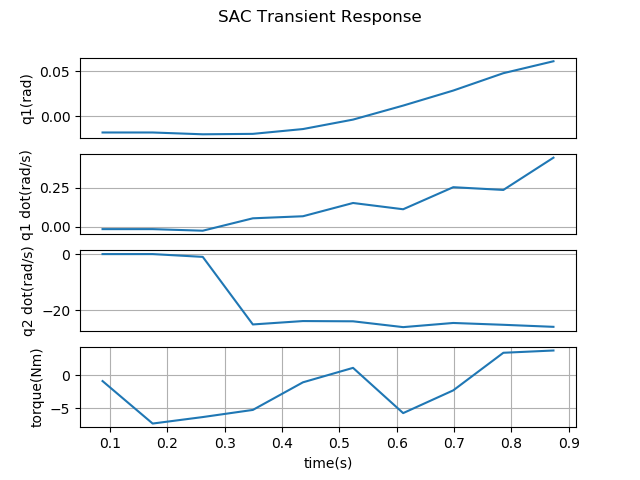 SAC Transient Response
q1(rad)
0.05
0.00
q1 dot(rad/s)
0.25
0.00
q2 dot(rad/s)
0
−20
torque(Nm)
0
−5
0.1 0.2 0.3 0.4 0.5 0.6 0.7 0.8 0.9
time(s)